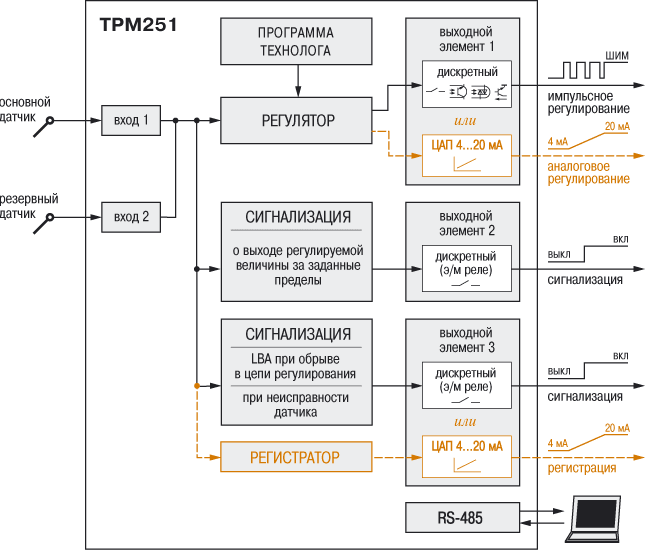 ТРМ251
ПРОГРАММА
ТЕХНОЛОГА
выходной
элемент 1
дискретный
ШИМ
импульсное
регулирование
основной
датчик
вход 1
РЕГУЛЯТОР
или
ЦАП 4...20 мА
4 мА
20 мА
аналоговое
регулирование
резервный
датчик
вход 2
СИГНАЛИЗАЦИЯ
о выходе регулируемой
величины за заданные
пределы
выходной
элемент 2
дискретный
(э/м реле)
выкл
вкл
сигнализация
СИГНАЛИЗАЦИЯ
LBA при обрыве
в цепи регулирования
при неисправности
датчика
выходной
элемент 3
дискретный
(э/м реле)
выкл
вкл
сигнализация
или
РЕГИСТРАТОР
ЦАП 4...20 мА
4 мА
20 мА
регистрация
RS-485